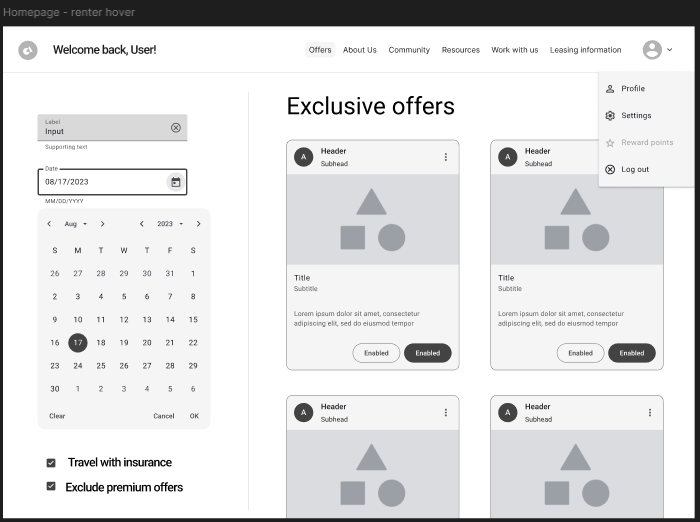 Homepage - renter hover
Welcome back, User!
Offers About Us Community Resources Work with us Leasing information
Profile
Settings
Reward points
Log out
Label
Input
Supporting text
Date
08/17/2023
MM/DD/YYYY
Aug 2023
S M T W T F S
26 27 28 29 30 31 1
2 3 4 5 6 7 8
9 10 11 12 13 14 15
16 17 18 19 20 21 22
23 24 25 26 27 28 29
30 1 2 3 4 5 6
Clear Cancel OK
Travel with insurance
Exclude premium offers
Exclusive offers
A
Header
Subhead
Title
Subtitle
Lorem ipsum dolor sit amet, consectetur
adipiscing elit, sed do eiusmod tempor
Enabled Enabled
A
Header
Subhead
Title
Subtitle
Lorem ipsum dolor sit amet, consectetur
adipiscing elit, sed do eiusmod tempor
Enabled Enabled
A
Header
Subhead
A
Header
Subhead